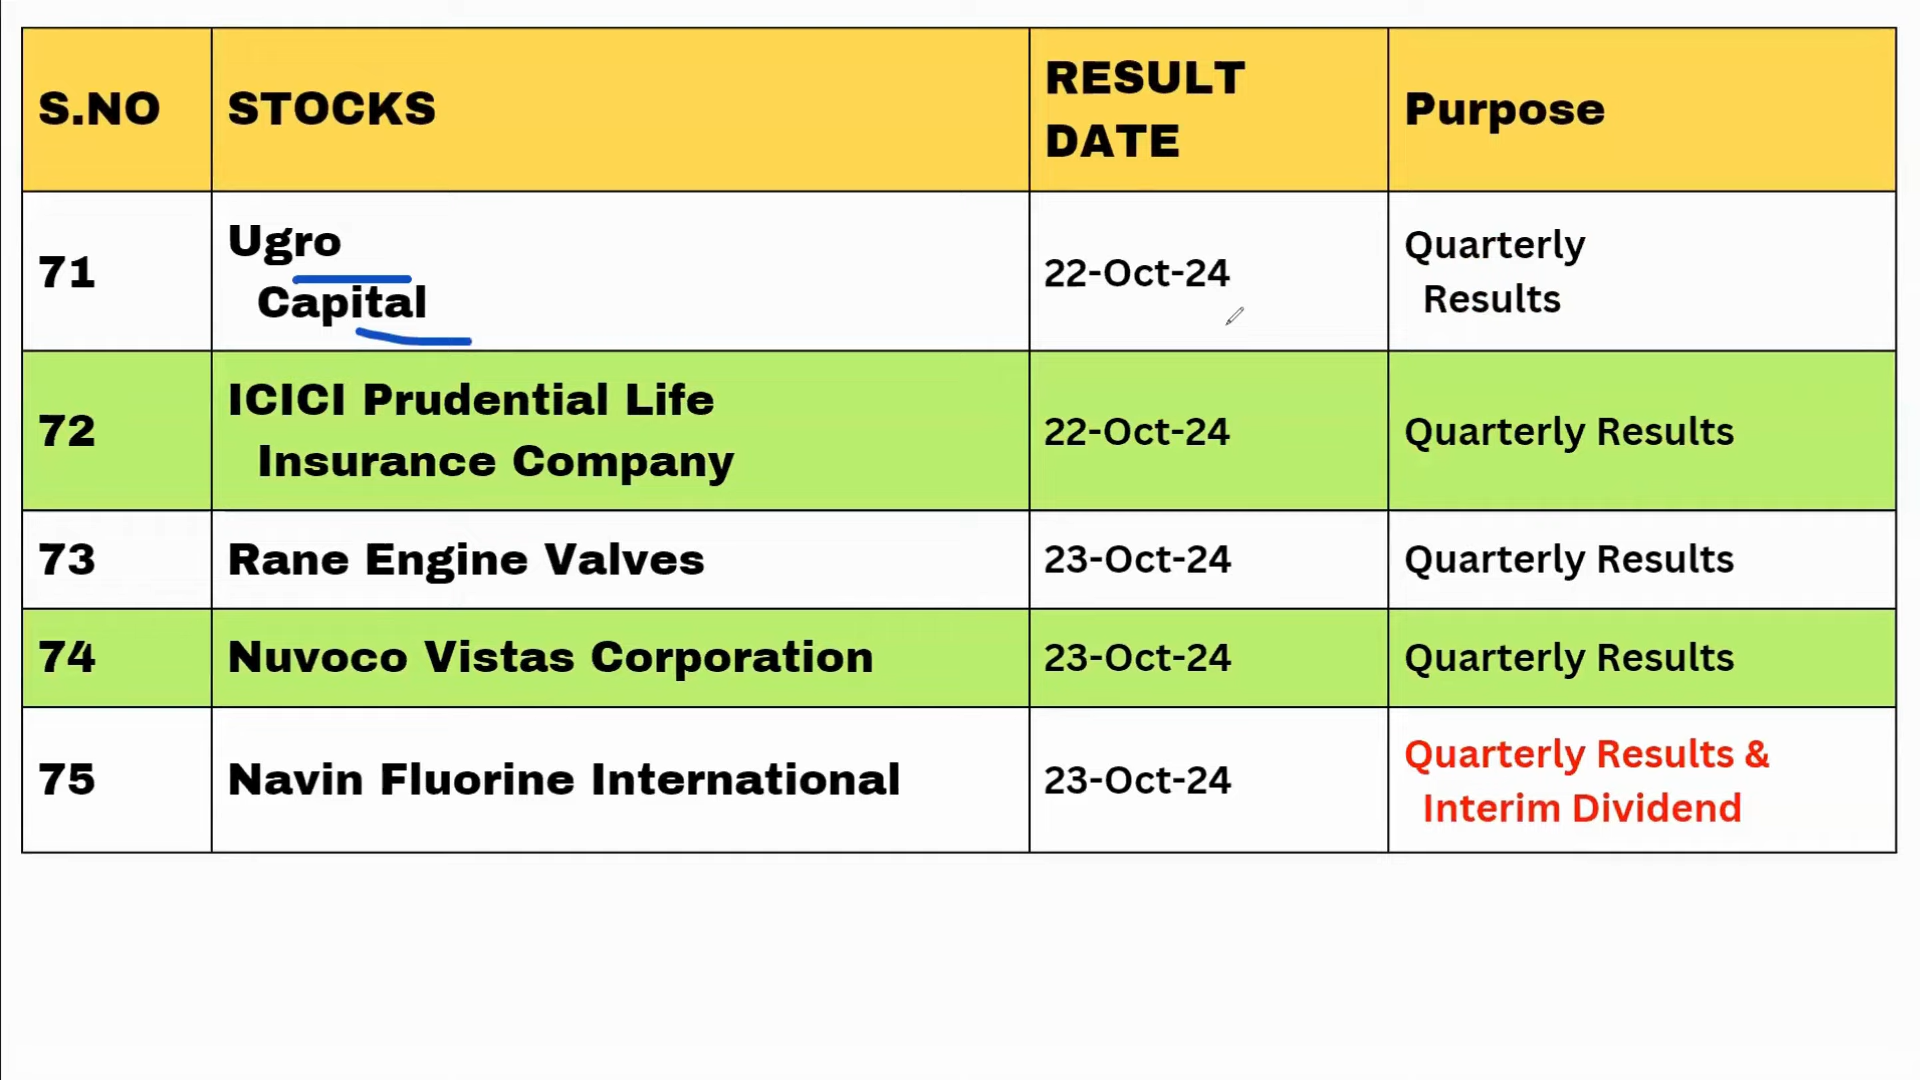 S.NO STOCKS RESULT DATE Purpose
71 Ugro Capital 22-Oct-24 Quarterly Results
72 ICICI Prudential Life Insurance Company 22-Oct-24 Quarterly Results
73 Rane Engine Valves 23-Oct-24 Quarterly Results
74 Nuvoco Vistas Corporation 23-Oct-24 Quarterly Results
75 Navin Fluorine International 23-Oct-24 Quarterly Results & Interim Dividend